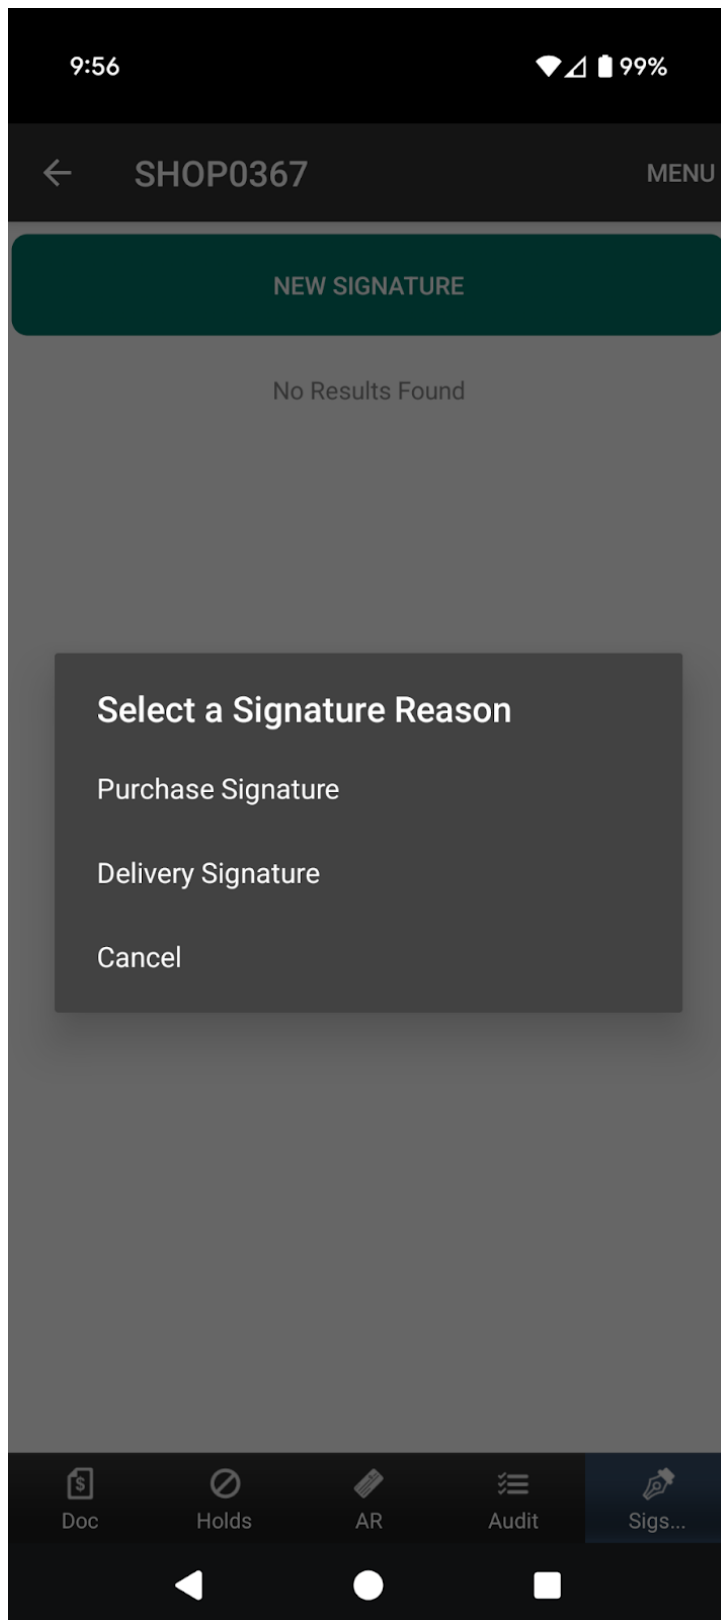 9:56 99%
SHOP0367 MENU
NEW SIGNATURE
No Results Found
Select a Signature Reason
Purchase Signature
Delivery Signature
Cancel
Doc Holds AR Audit Sigs...